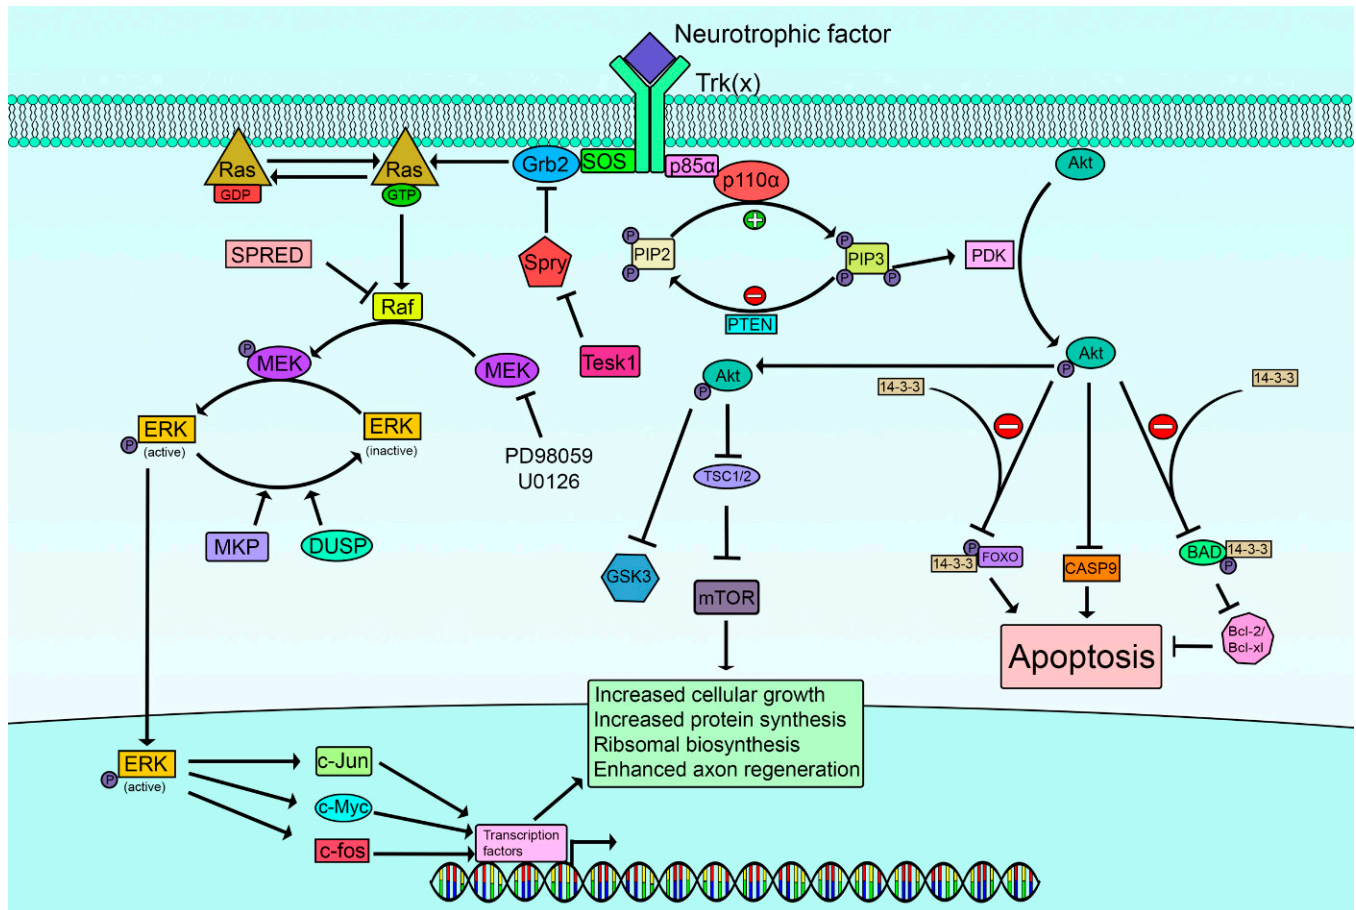 Neurotrophic factor
Trk(x)
Ras
GDP
Ras
GTP
Grb2
SOS
p85α
p110α
Akt
SPRED
Spry
P
P
PIP2
P
P
P
PIP3
PDK
Raf
PTEN
P
MEK
MEK
Tesk1
P
Akt
P
Akt
14-3-3
14-3-3
P
ERK
(active)
ERK
(inactive)
PD98059
U0126
TSC1/2
MKP
DUSP
GSK3
mTOR
P
14-3-3
FOXO
CASP9
BAD
14-3-3
P
Apoptosis
Bcl-2/
Bcl-xl
Increased cellular growth
Increased protein synthesis
Ribsomal biosynthesis
Enhanced axon regeneration
P
ERK
(active)
c-Jun
c-Myc
c-fos
Transcription
factors